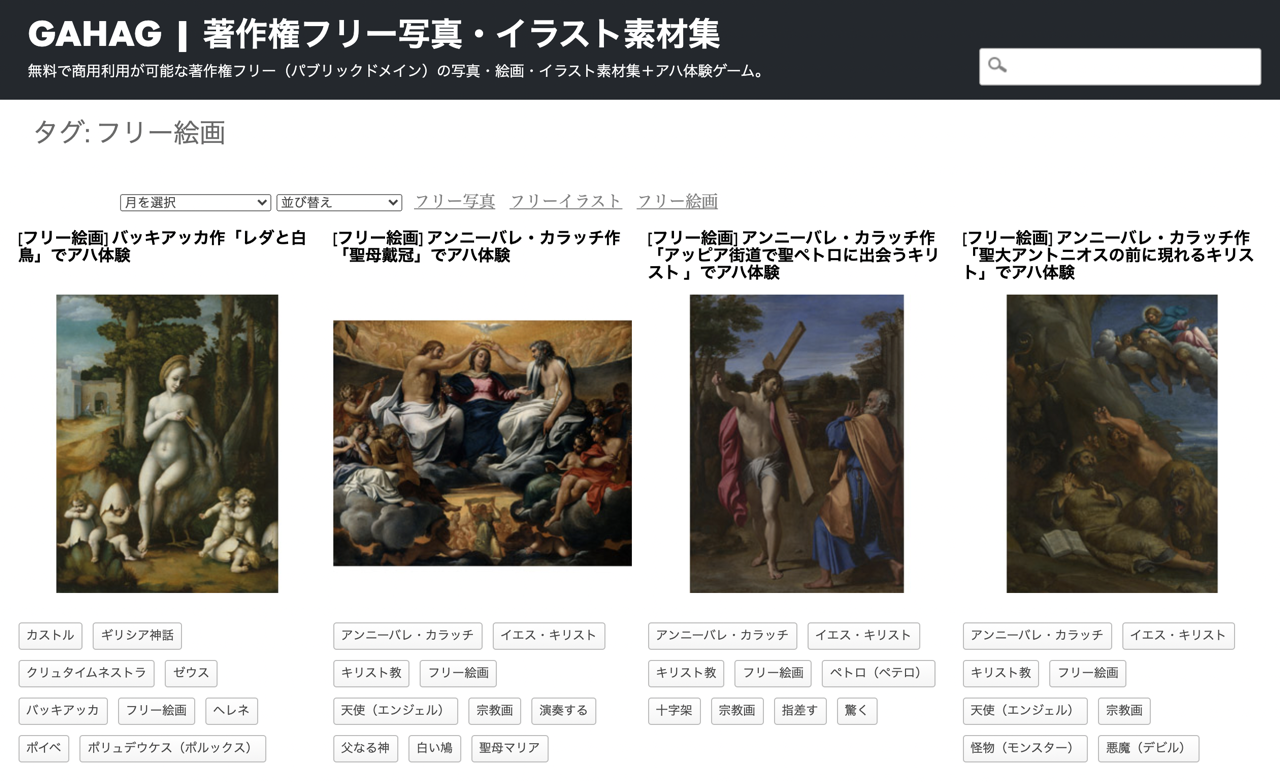 GAHAG | 著作権フリー写真・イラスト素材集
無料で商用利用が可能な著作権フリー（パブリックドメイン）の写真・絵画・イラスト素材集＋アハ体験ゲーム。
タグ: フリー絵画
月を選択 並び替え フリー写真 フリーイラスト フリー絵画
[フリー絵画] バッキアッカ作「レダと白
鳥」でアハ体験
[フリー絵画] アンニーバレ・カラッチ作
「聖母戴冠」でアハ体験
[フリー絵画] アンニーバレ・カラッチ作
「アッピア街道で聖ペトロに出会うキリ
スト 」でアハ体験
[フリー絵画] アンニーバレ・カラッチ作
「聖大アントニオスの前に現れるキリス
ト」でアハ体験
カストル ギリシア神話
クリュタイムネストラ ゼウス
バッキアッカ フリー絵画 ヘレネ
ポイベ ポリュデウケス（ポルックス）
アンニーバレ・カラッチ イエス・キリスト
キリスト教 フリー絵画
天使（エンジェル） 宗教画 演奏する
父なる神 白い鳩 聖母マリア
アンニーバレ・カラッチ イエス・キリスト
キリスト教 フリー絵画 ペトロ（ペテロ）
十字架 宗教画 指差す 驚く
アンニーバレ・カラッチ イエス・キリスト
キリスト教 フリー絵画
天使（エンジェル） 宗教画
怪物（モンスター） 悪魔（デビル）